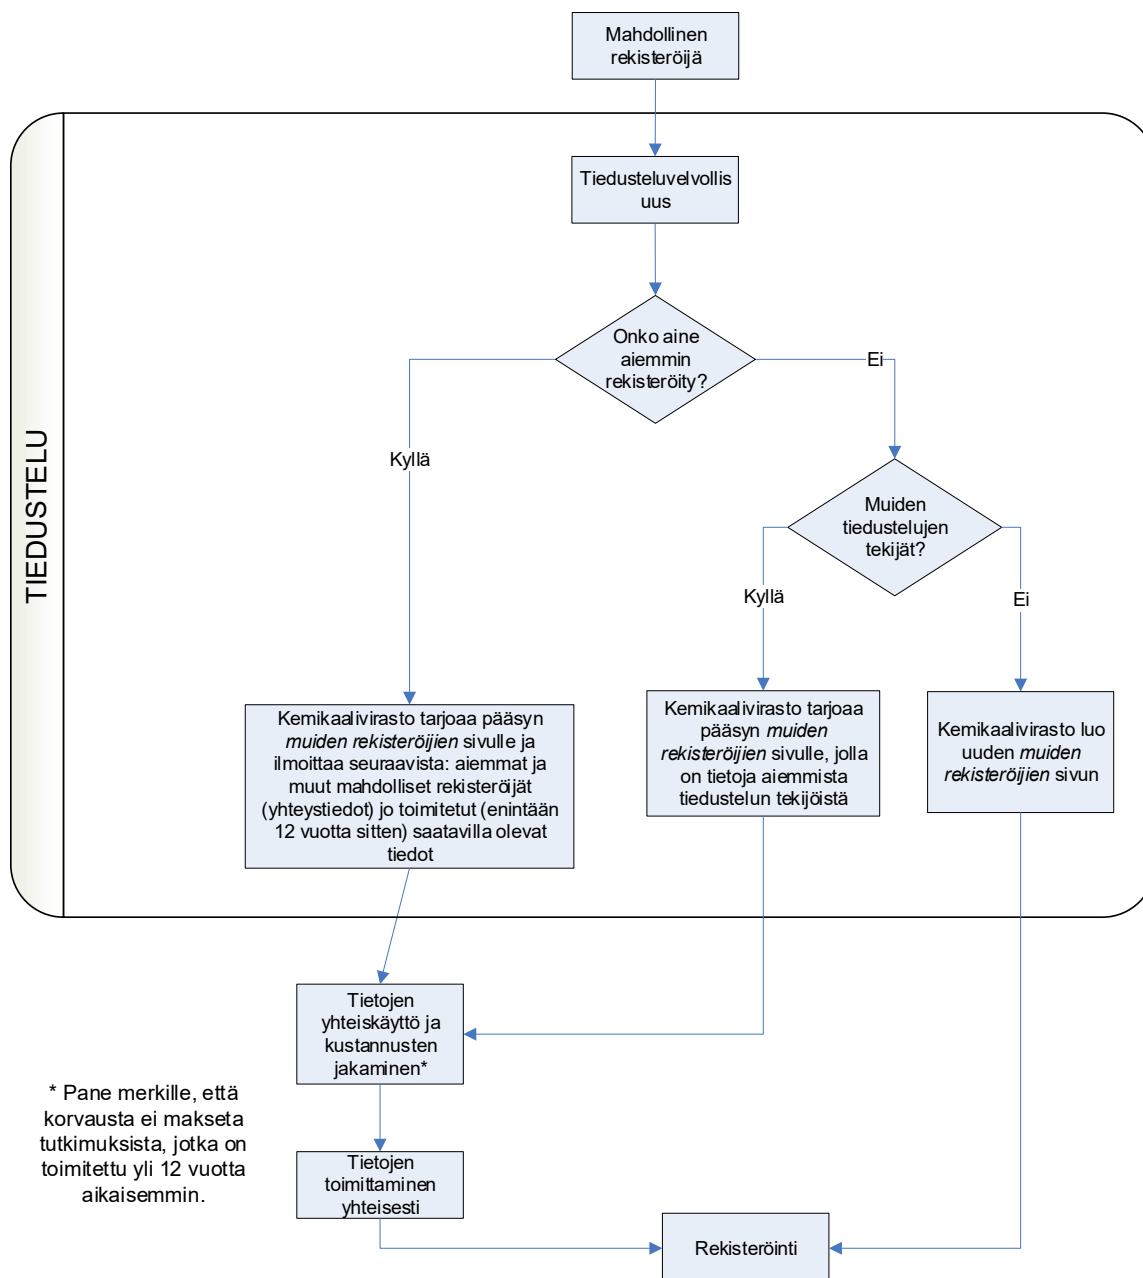 Mahdollinen
rekisteröijä
Tiedusteluvelvollis
uus
Onko aine
aiemmin
rekisteröity?
Ei
Kyllä
TIEDUSTELU
Muiden
tiedustelujen
tekijät?
Kyllä
Ei
Kemikaalivirasto tarjoaa pääsyn
muiden rekisteröijien sivulle ja
ilmoittaa seuraavista: aiemmat ja
muut mahdolliset rekisteröijät
(yhteystiedot) jo toimitetut (enintään
12 vuotta sitten) saatavilla olevat
tiedot
Kemikaalivirasto tarjoaa
pääsyn muiden
rekisteröijien sivulle, jolla
on tietoja aiemmista
tiedustelun tekijöistä
Kemikaalivirasto luo
uuden muiden
rekisteröijien sivun
Tietojen
yhteiskäyttö ja
kustannusten
jakaminen*
* Pane merkille, että
korvausta ei makseta
tutkimuksista, jotka on
toimitettu yli 12 vuotta
aikaisemmin.
Tietojen
toimittaminen
yhteisesti
Rekisteröinti